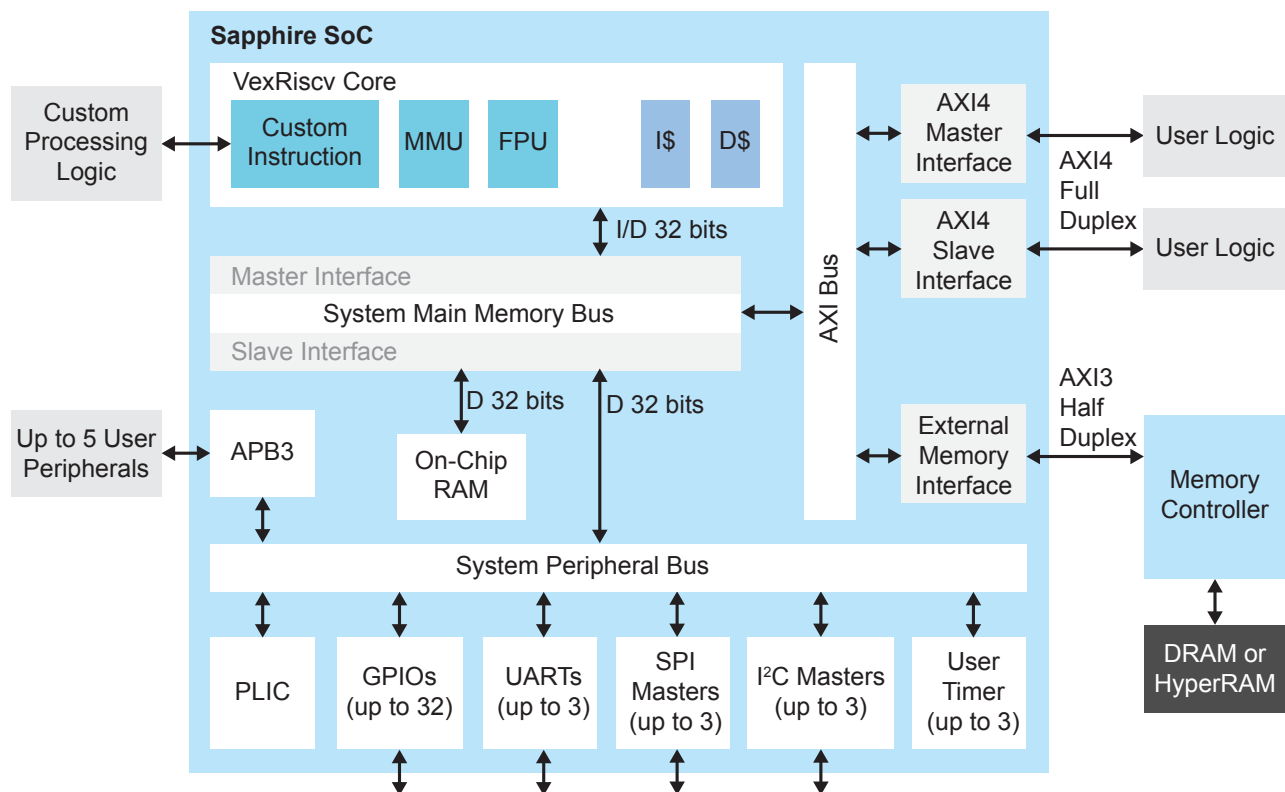 Sapphire SoC
VexRiscv Core
Custom
Processing
Logic
Custom
Instruction
MMU
FPU
I$
D$
I/D 32 bits
Master Interface
System Main Memory Bus
Slave Interface
D 32 bits
D 32 bits
AXI Bus
AXI4
Master
Interface
AXI4
Slave
Interface
AXI4
Full
Duplex
User Logic
User Logic
External
Memory
Interface
AXI3
Half
Duplex
Memory
Controller
DRAM or
HyperRAM
Up to 5 User
Peripherals
APB3
On-Chip
RAM
System Peripheral Bus
PLIC
GPIOs
(up to 32)
UARTs
(up to 3)
SPI
Masters
(up to 3)
I²C Masters
(up to 3)
User
Timer
(up to 3)